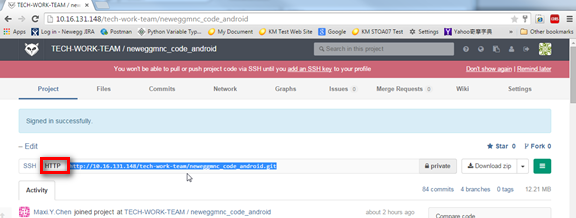 TECH-WORK-TEAM / newegg
10.16.131.148/tech-work-team/neweggmnc_code_android
Apps Log in - Newegg JIRA Postman Python Variable Typ My Document KM Test Web Site KM STOA07 Test Settings Yahoo奇摩字典
TECH-WORK-TEAM / neweggmnc_code_android Search in this project
You won't be able to pull or push project code via SSH until you add an SSH key to your profile Don't show again | Remind later
Project Files Commits Network Graphs Issues 0 Merge Requests 0 Wiki Settings
Signed in successfully.
– Edit Star 0 Fork 0
SSH HTTP http://10.16.131.148/tech-work-team/neweggmnc_code_android.git private Download zip
Activity 84 commits 4 branches 0 tags 12.21 MB
Maxi.Y.Chen joined project at TECH-WORK-TEAM / neweggmnc_code_android about 2 hours ago Compare code